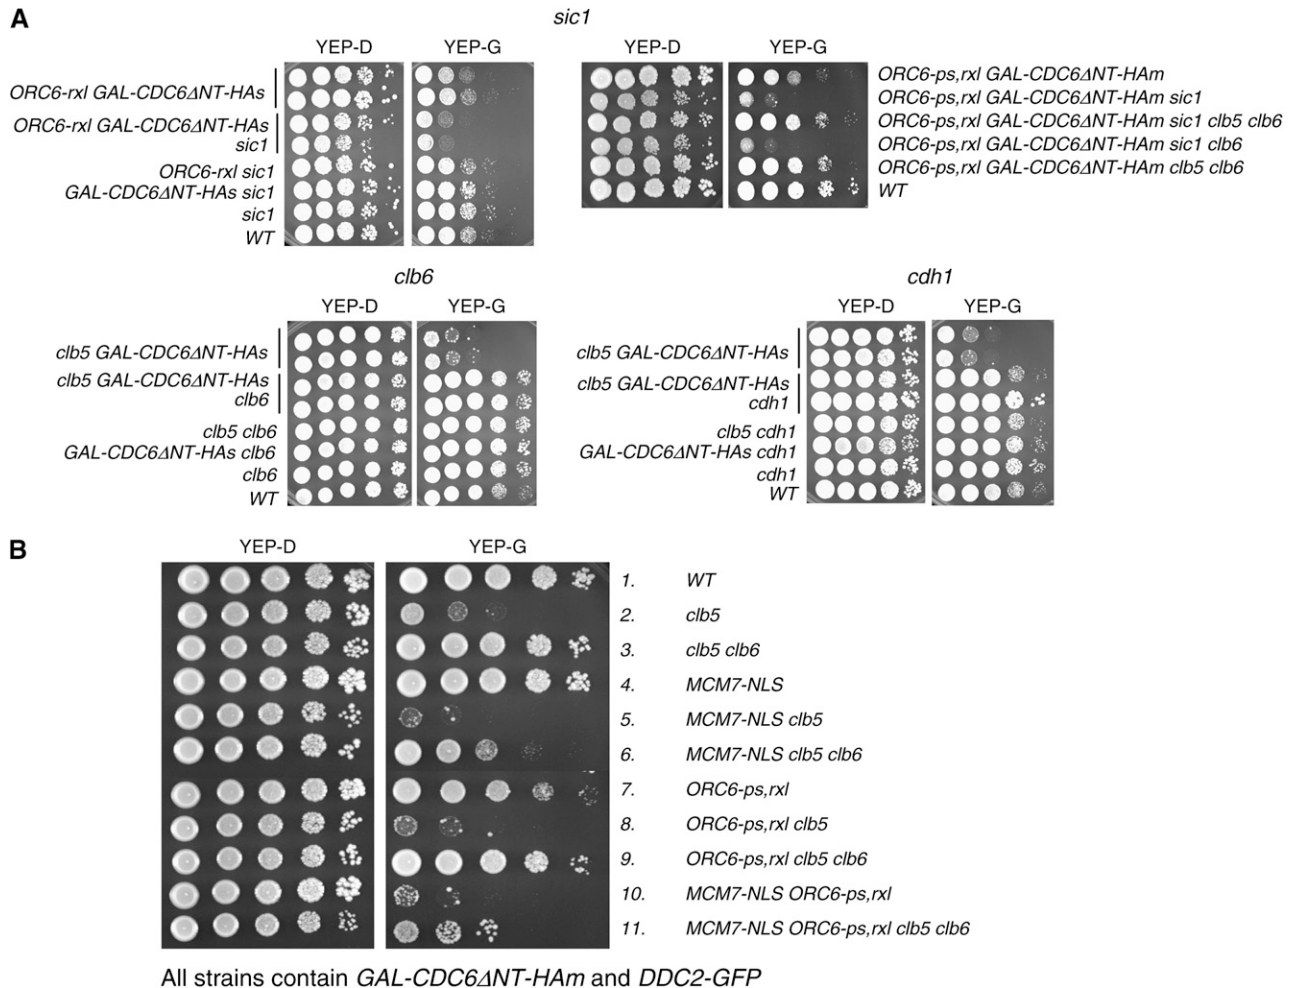 A
sic1
YEP-D
YEP-G
ORC6-rxl GAL-CDC6ΔNT-HAs
ORC6-rxl GAL-CDC6ΔNT-HAs
sic1
ORC6-rxl sic1
GAL-CDC6ΔNT-HAs sic1
sic1
WT
YEP-D
YEP-G
ORC6-ps,rxl GAL-CDC6ΔNT-HAm
ORC6-ps,rxl GAL-CDC6ΔNT-HAm sic1
ORC6-ps,rxl GAL-CDC6ΔNT-HAm sic1 clb5 clb6
ORC6-ps,rxl GAL-CDC6ΔNT-HAm sic1 clb6
ORC6-ps,rxl GAL-CDC6ΔNT-HAm clb5 clb6
WT
clb6
YEP-D
YEP-G
clb5 GAL-CDC6ΔNT-HAs
clb5 GAL-CDC6ΔNT-HAs
clb6
clb5 clb6
GAL-CDC6ΔNT-HAs clb6
clb6
WT
cdh1
YEP-D
YEP-G
clb5 GAL-CDC6ΔNT-HAs
clb5 GAL-CDC6ΔNT-HAs
cdh1
clb5 cdh1
GAL-CDC6ΔNT-HAs cdh1
cdh1
WT
B
YEP-D
YEP-G
1. WT
2. clb5
3. clb5 clb6
4. MCM7-NLS
5. MCM7-NLS clb5
6. MCM7-NLS clb5 clb6
7. ORC6-ps,rxl
8. ORC6-ps,rxl clb5
9. ORC6-ps,rxl clb5 clb6
10. MCM7-NLS ORC6-ps,rxl
11. MCM7-NLS ORC6-ps,rxl clb5 clb6
All strains contain GAL-CDC6ΔNT-HAm and DDC2-GFP